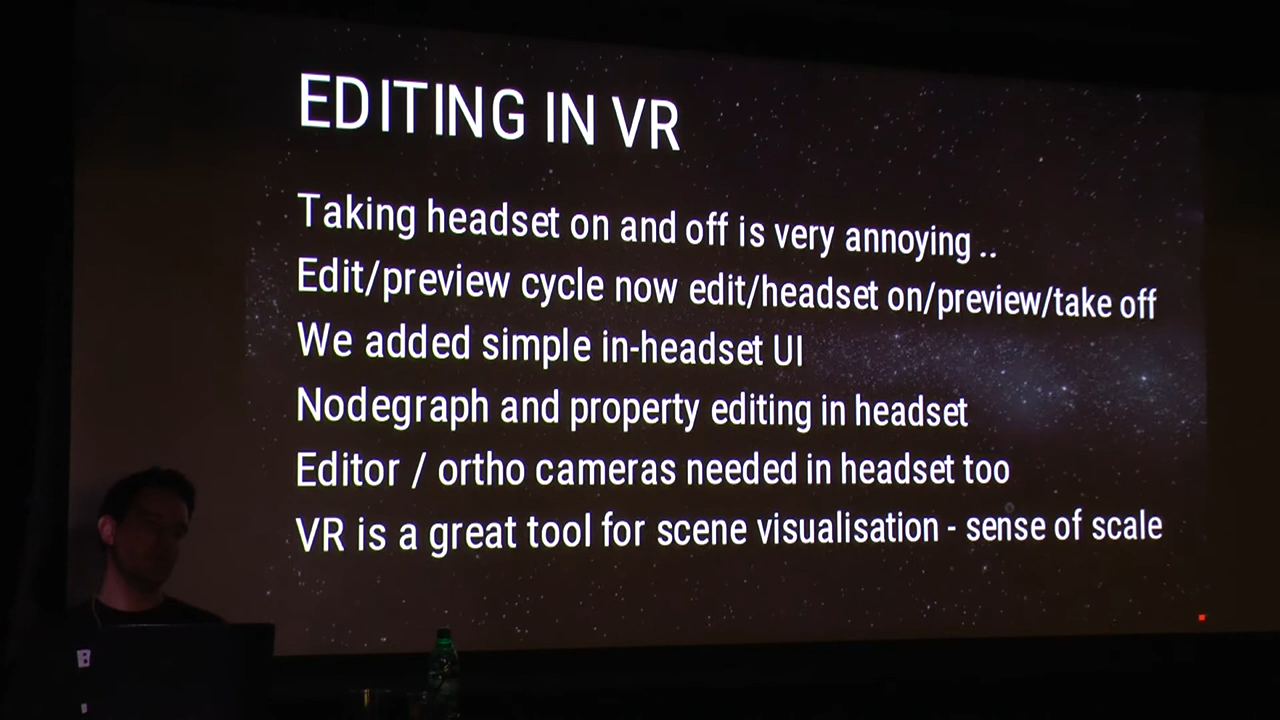 EDITING IN VR
Taking headset on and off is very annoying ..
Edit/preview cycle now edit/headset on/preview/take off
We added simple in-headset UI
Nodegraph and property editing in headset
Editor / ortho cameras needed in headset too
VR is a great tool for scene visualisation - sense of scale